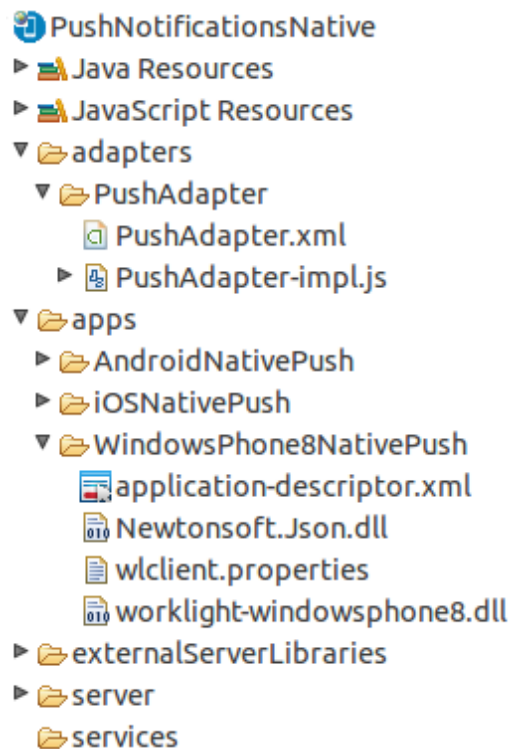 PushNotificationsNative
Java Resources
JavaScript Resources
adapters
PushAdapter
PushAdapter.xml
PushAdapter-impl.js
apps
AndroidNativePush
iOSNativePush
WindowsPhone8NativePush
application-descriptor.xml
Newtonsoft.Json.dll
wlclient.properties
worklight-windowsphone8.dll
externalServerLibraries
server
services